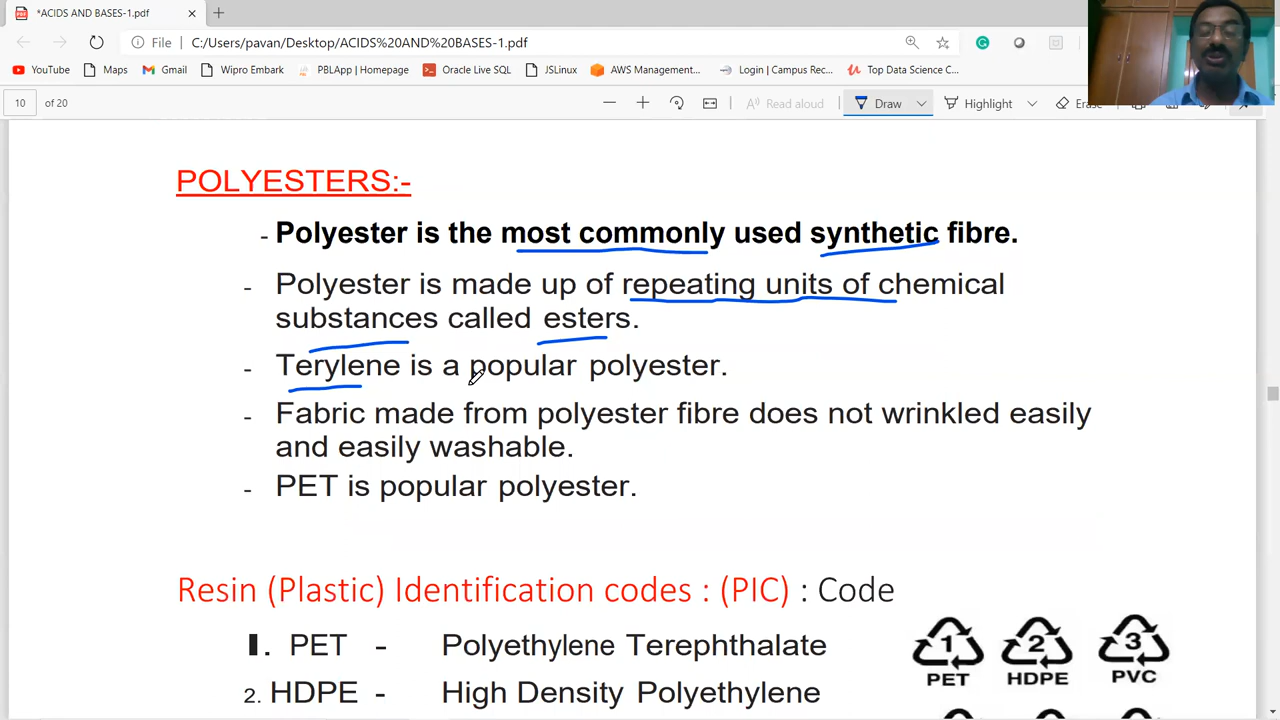 *ACIDS AND BASES-1.pdf
File C:/Users/pavan/Desktop/ACIDS%20AND%20BASES-1.pdf
YouTube Maps Gmail Wipro Embark PBLApp | Homepage Oracle Live SQL JSLinux AWS Management... Login | Campus Rec... Top Data Science C...
10 of 20 Read aloud Draw Highlight Erase
POLYESTERS:-
- Polyester is the most commonly used synthetic fibre.
- Polyester is made up of repeating units of chemical
substances called esters.
- Terylene is a popular polyester.
- Fabric made from polyester fibre does not wrinkled easily
and easily washable.
- PET is popular polyester.
Resin (Plastic) Identification codes : (PIC) : Code
1. PET - Polyethylene Terephthalate
2. HDPE - High Density Polyethylene
1 2 3
PET HDPE PVC